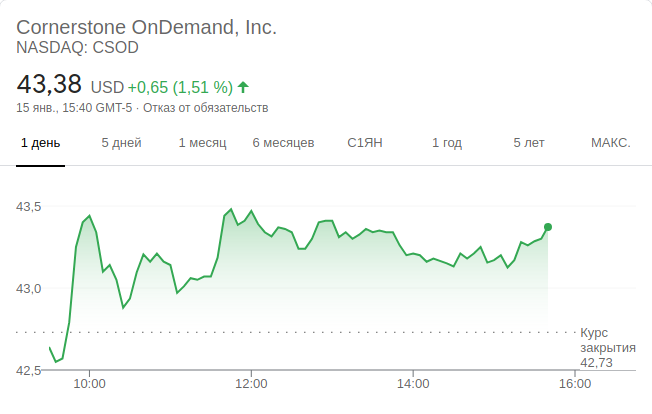 Cornerstone OnDemand, Inc.
NASDAQ: CSOD
43,38 USD +0,65 (1,51 %)
15 янв., 15:40 GMT-5 · Отказ от обязательств
1 день 5 дней 1 месяц 6 месяцев С1ЯН 1 год 5 лет МАКС.
43,5
43,0
Курс
закрытия
42,73
42,5
10:00 12:00 14:00 16:00